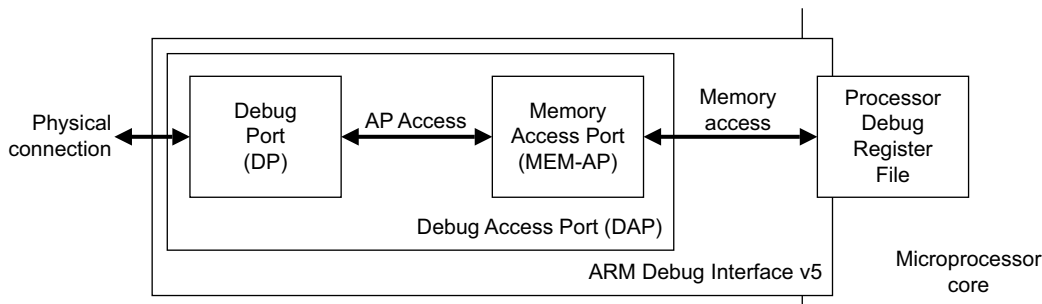 Physical
connection
Debug
Port
(DP)
AP Access
Memory
Access Port
(MEM-AP)
Memory
access
Processor
Debug
Register
File
Debug Access Port (DAP)
ARM Debug Interface v5
Microprocessor
core